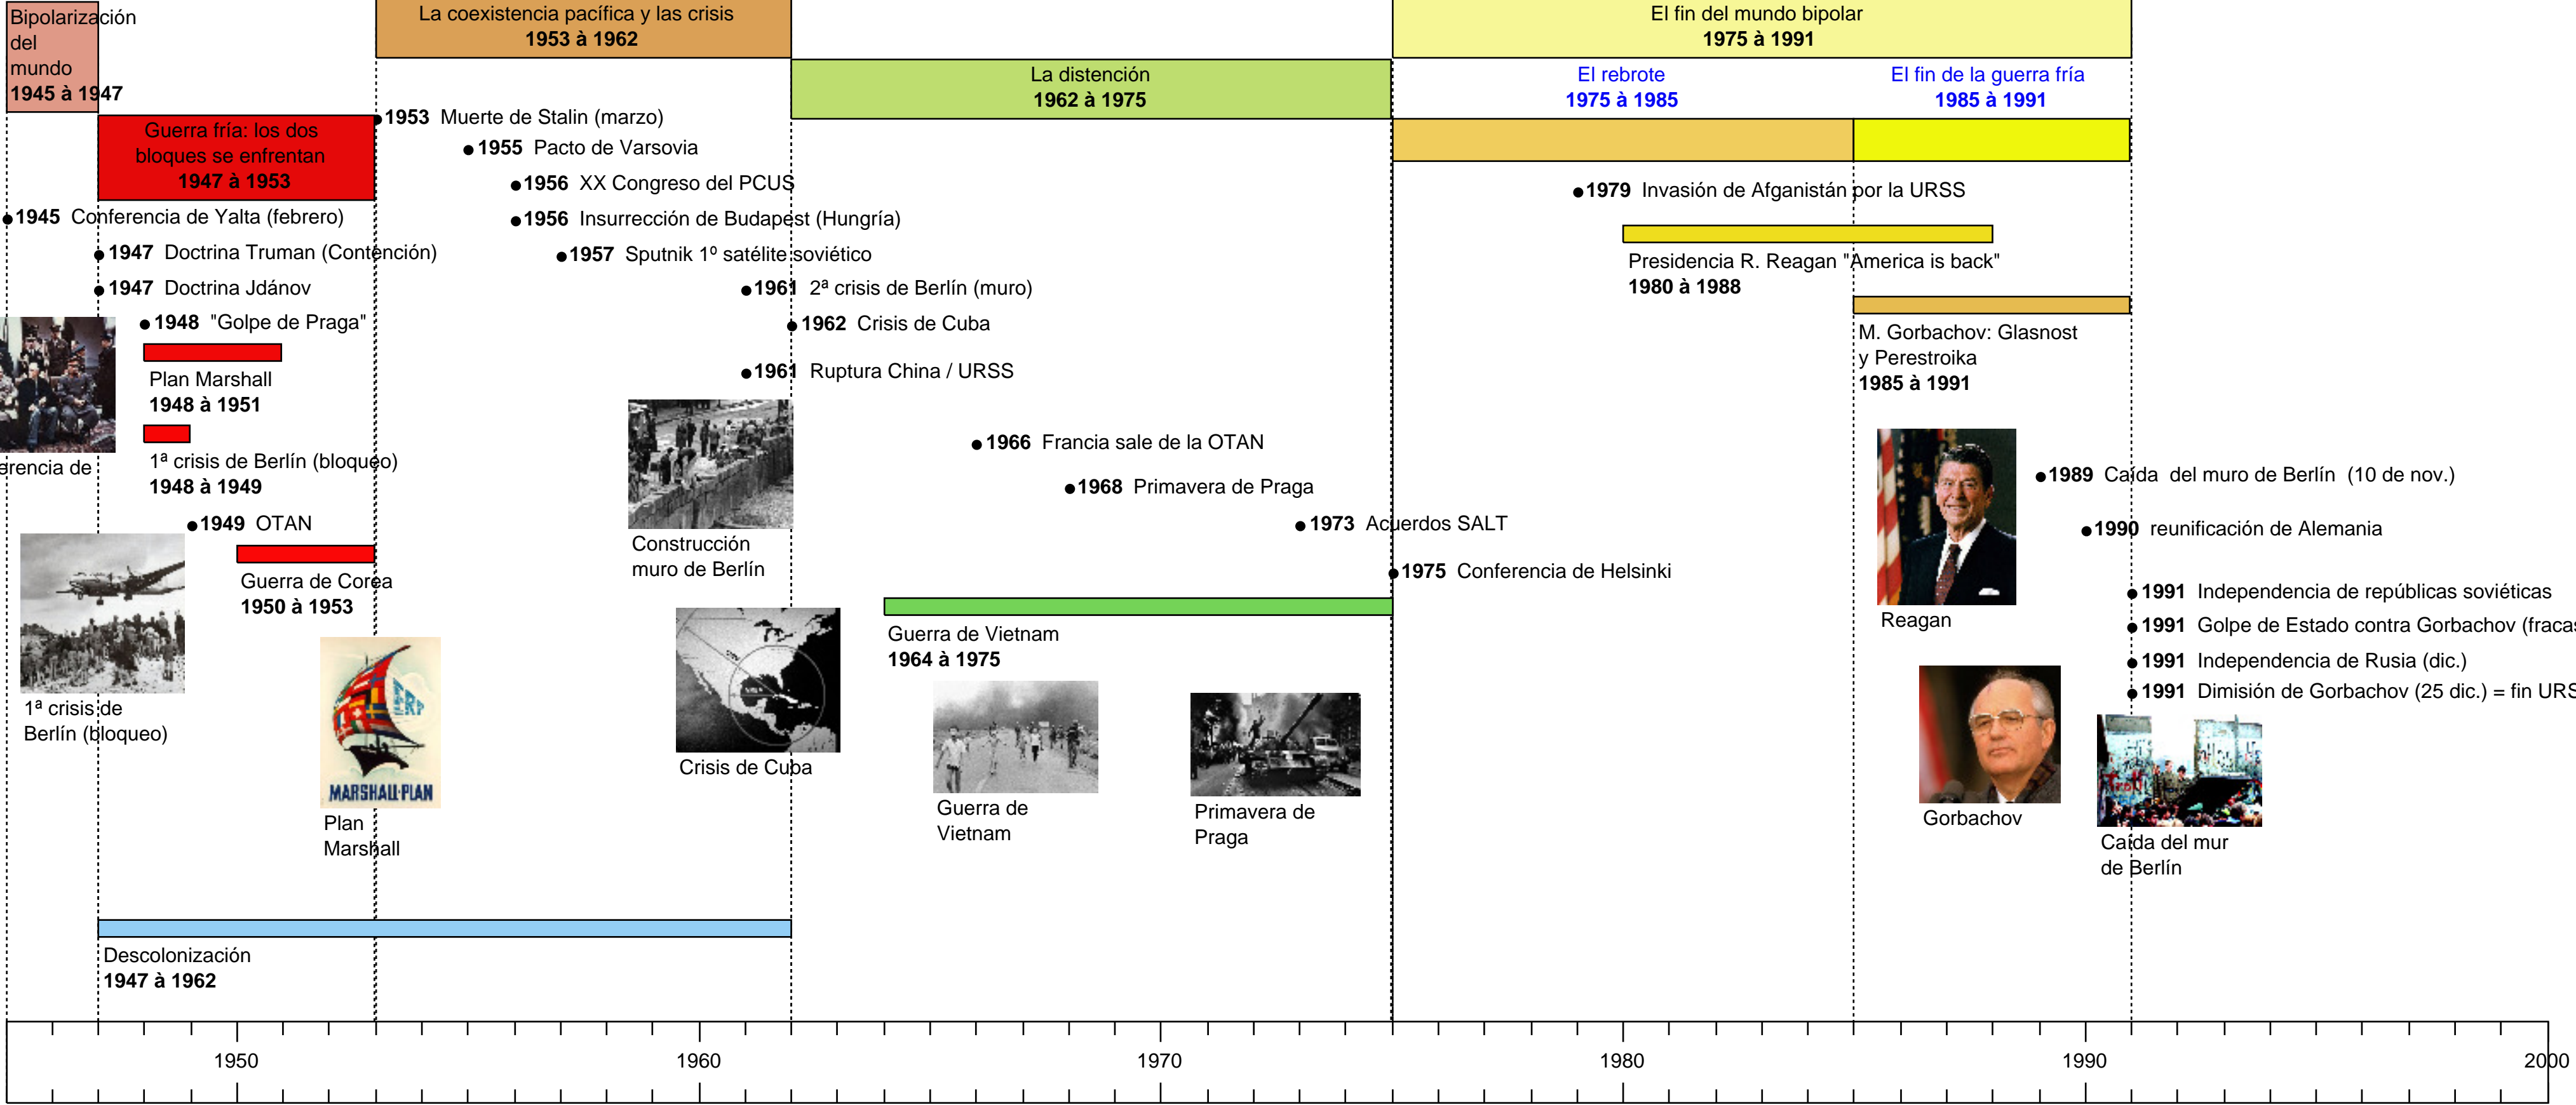 Bipolarización
del
mundo
1945 à 1947
La coexistencia pacífica y las crisis
1953 à 1962
El fin del mundo bipolar
1975 à 1991
La distención
1962 à 1975
El rebrote
1975 à 1985
El fin de la guerra fría
1985 à 1991
Guerra fría: los dos
bloques se enfrentan
1947 à 1953
1945 Conferencia de Yalta (febrero)
1947 Doctrina Truman (Contención)
1947 Doctrina Jdánov
1948 "Golpe de Praga"
Plan Marshall
1948 à 1951
1ª crisis de Berlín (bloqueo)
1948 à 1949
1949 OTAN
Guerra de Corea
1950 à 1953
erencia de
1ª crisis de
Berlín (bloqueo)
ERP
MARSHALL-PLAN
Plan
Marshall
1953 Muerte de Stalin (marzo)
1955 Pacto de Varsovia
1956 XX Congreso del PCUS
1956 Insurrección de Budapest (Hungría)
1957 Sputnik 1º satélite soviético
1961 2ª crisis de Berlín (muro)
1962 Crisis de Cuba
1961 Ruptura China / URSS
Construcción
muro de Berlín
Crisis de Cuba
1966 Francia sale de la OTAN
1968 Primavera de Praga
1973 Acuerdos SALT
1975 Conferencia de Helsinki
Guerra de Vietnam
1964 à 1975
Guerra de
Vietnam
Primavera de
Praga
1979 Invasión de Afganistán por la URSS
Presidencia R. Reagan "America is back"
1980 à 1988
M. Gorbachov: Glasnost
y Perestroika
1985 à 1991
Reagan
Gorbachov
1989 Caída del muro de Berlín (10 de nov.)
1990 reunificación de Alemania
1991 Independencia de repúblicas soviéticas
1991 Golpe de Estado contra Gorbachov (fracas
1991 Independencia de Rusia (dic.)
1991 Dimisión de Gorbachov (25 dic.) = fin URS
Caída del mur
de Berlín
Descolonización
1947 à 1962
1950
1960
1970
1980
1990
2000